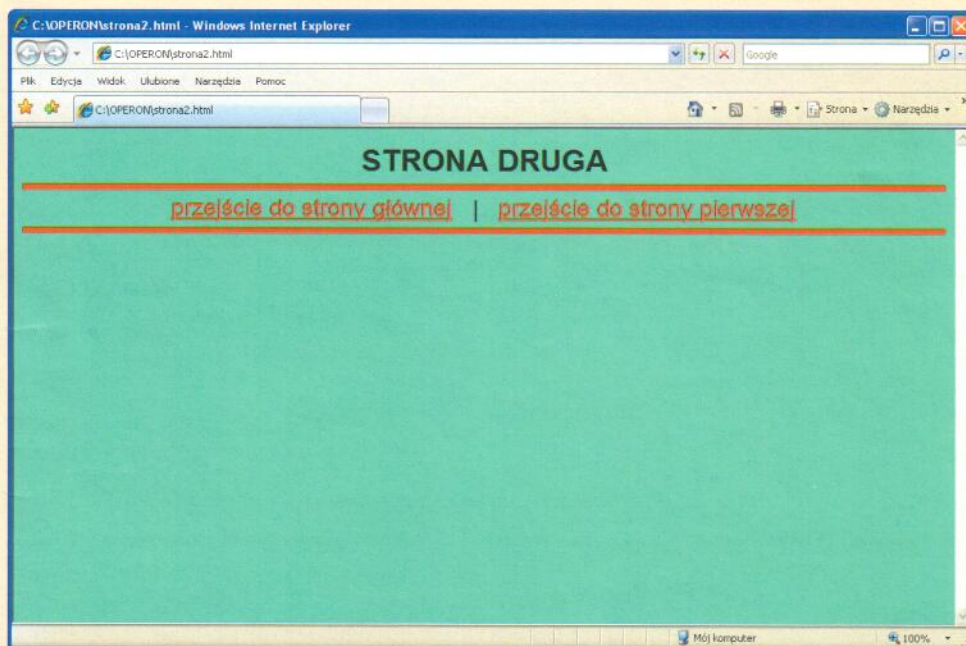 C:\OPERON\strona2.html - Windows Internet Explorer
C:\OPERON\strona2.html
Google
Plik Edycja Widok Ulubione Narzędzia Pomoc
C:\OPERON\strona2.html
Strona Narzędzia
STRONA DRUGA
przejście do strony głównej | przejście do strony pierwszej
Mój komputer
100%